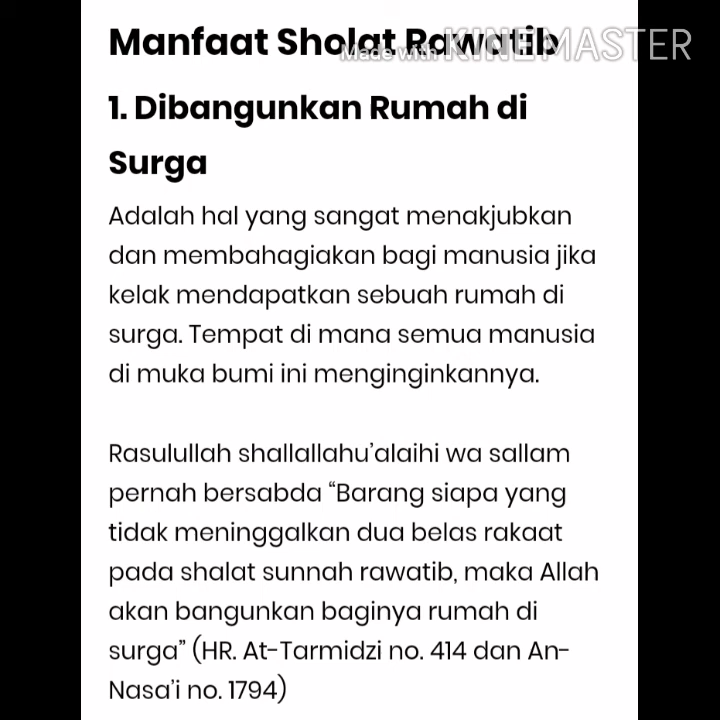 Manfaat Sholat Rawatib
Made with KINEMASTER
1. Dibangunkan Rumah di
Surga
Adalah hal yang sangat menakjubkan
dan membahagiakan bagi manusia jika
kelak mendapatkan sebuah rumah di
surga. Tempat di mana semua manusia
di muka bumi ini menginginkannya.
Rasulullah shallallahu’alaihi wa sallam
pernah bersabda “Barang siapa yang
tidak meninggalkan dua belas rakaat
pada shalat sunnah rawatib, maka Allah
akan bangunkan baginya rumah di
surga” (HR. At-Tarmidzi no. 414 dan An-
Nasa’i no. 1794)